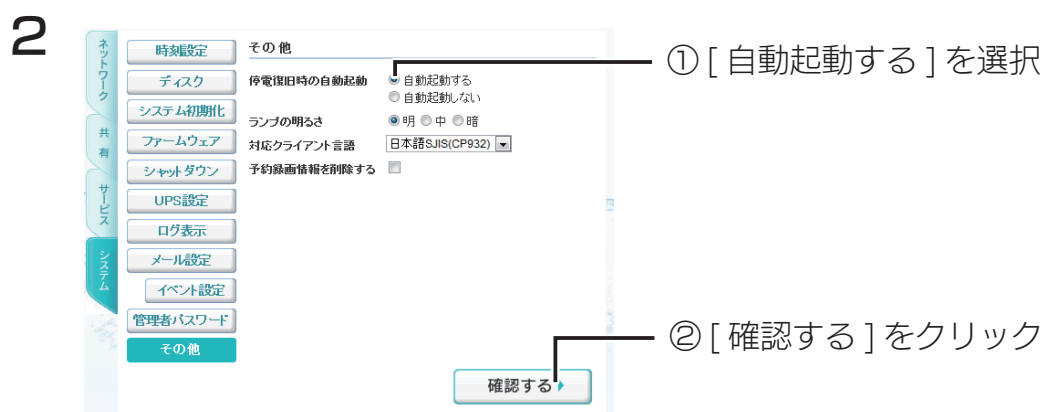 2
ネットワーク
共有
サービス
システム
時刻設定
ディスク
システム初期化
ファームウェア
シャットダウン
UPS設定
ログ表示
メール設定
イベント設定
管理者パスワード
その他
その他
停電復旧時の自動起動 自動起動する
自動起動しない
ランプの明るさ 明 中 暗
対応クライアント言語 日本語SJIS(CP932)
予約録画情報を削除する
確認する
① [ 自動起動する ] を選択
② [ 確認する ] をクリック